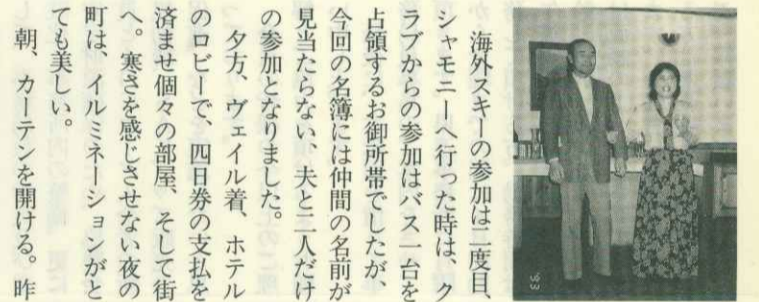 海外スキーの参加は二度目、
シャモニーへ行った時は、ク
ラブからの参加はバス一台を
占領するお御所帯でしたが、
今回の名簿には仲間の名前が
見当たらない、夫と二人だけ
の参加となりました。
夕方、ヴェイル着、ホテル
のロビーで、四日券の支払を
済ませ個々の部屋、そして街
へ。寒さを感じさせない夜の
町は、イルミネーションがと
ても美しい。
朝、カーテンを開ける。昨